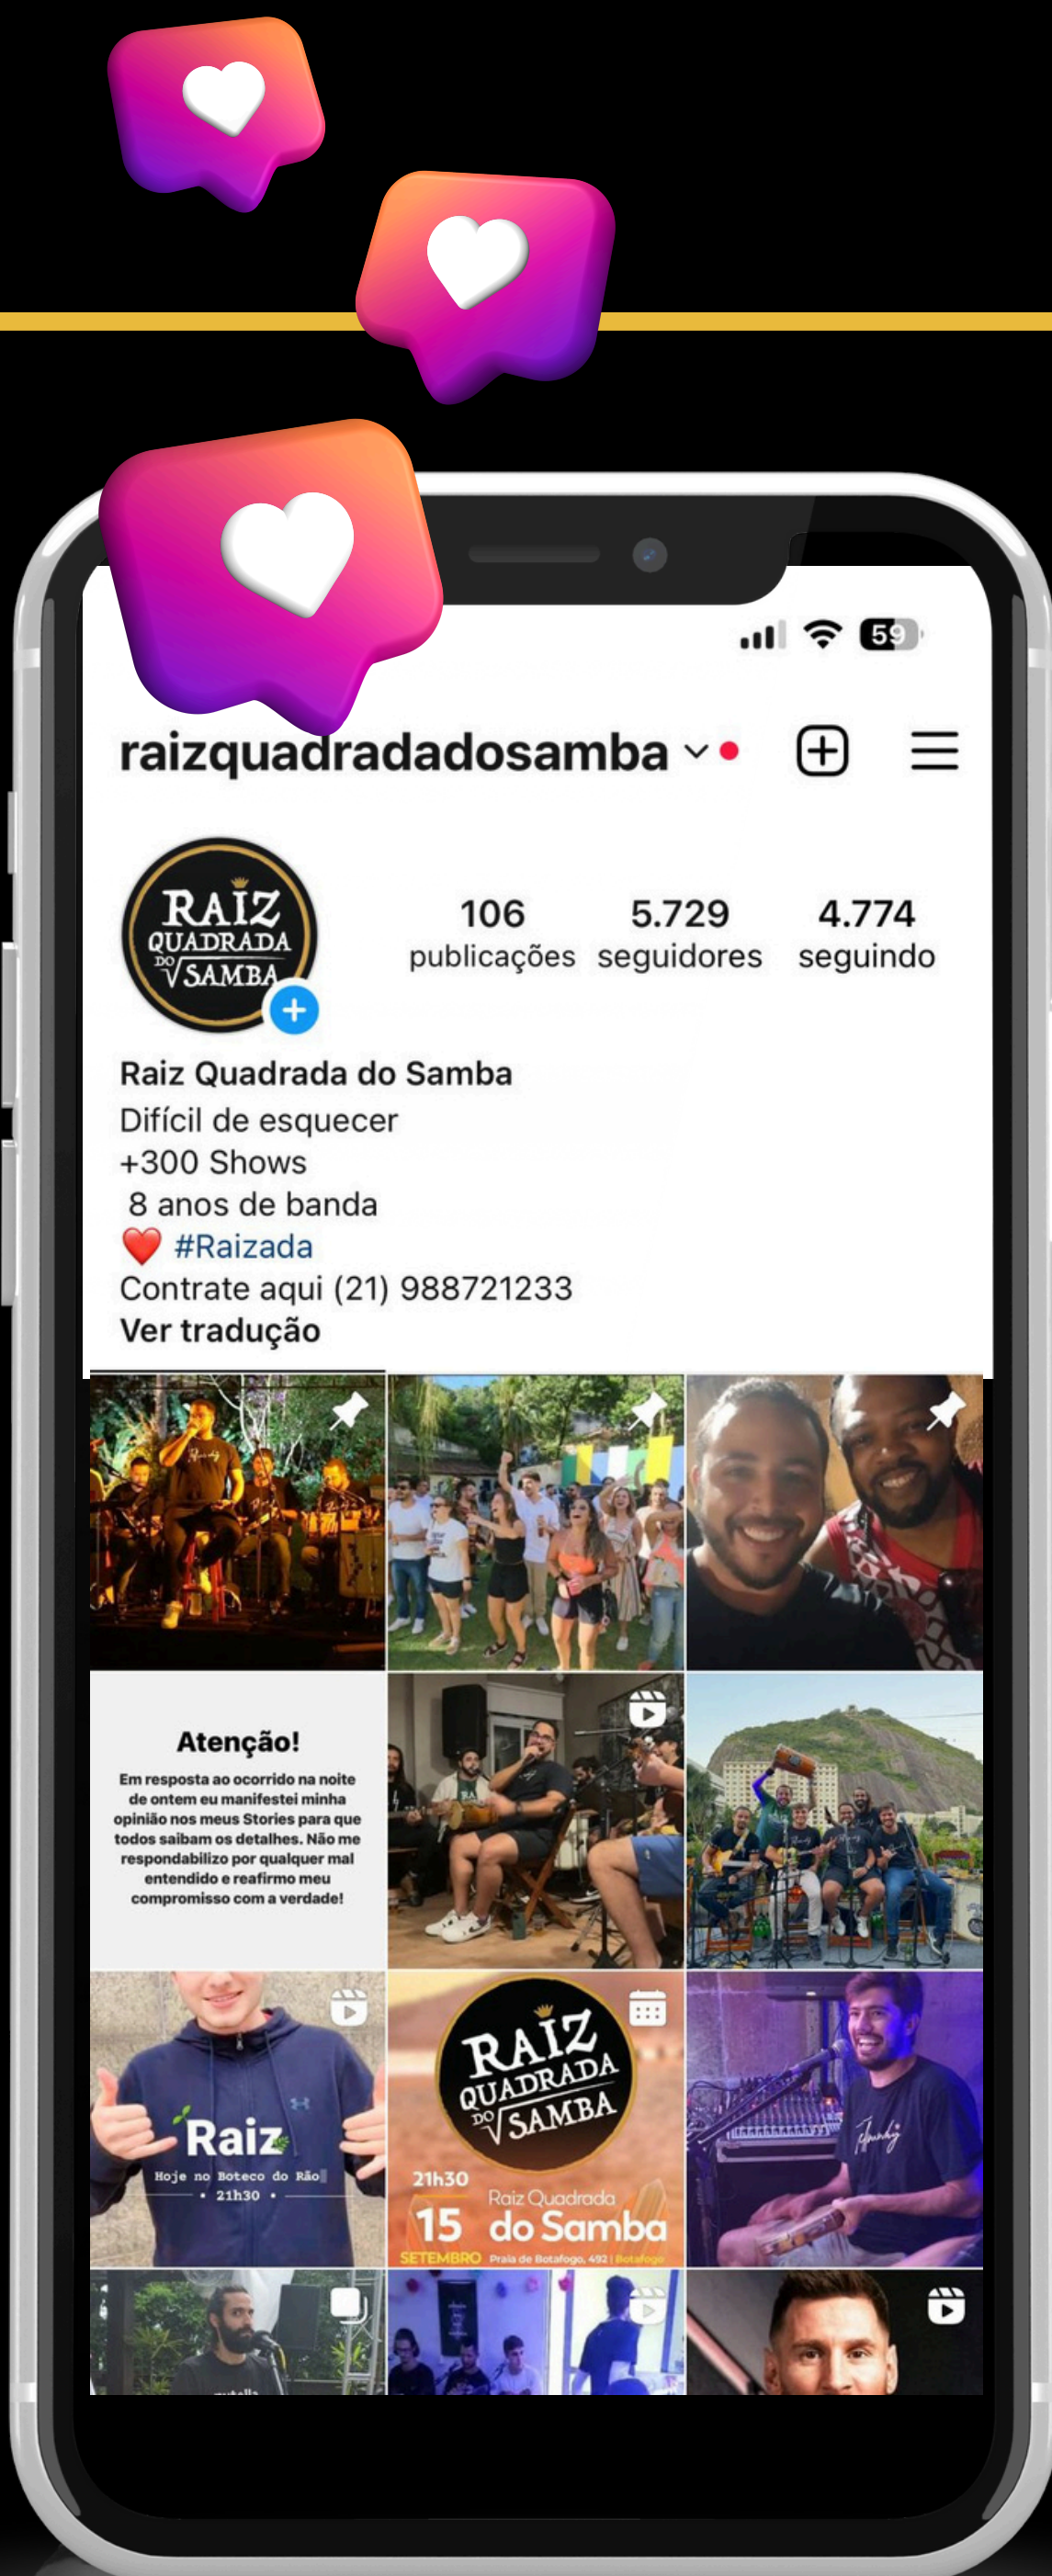 59
raizquadradadosamba
RAIZ
QUADRADA
DO √SAMBA
106
publicações
5.729
seguidores
4.774
seguindo
Raiz Quadrada do Samba
Difícil de esquecer
+300 Shows
8 anos de banda
❤️ #Raizada
Contrate aqui (21) 988721233
Ver tradução
Atenção!
Em resposta ao ocorrido na noite
de ontem eu manifestei minha
opinião nos meus Stories para que
todos saibam os detalhes. Não me
respondabilizo por qualquer mal
entendido e reafirmo meu
compromisso com a verdade!
Raiz
Hoje no Boteco do Rão
• 21h30 •
RAIZ
QUADRADA
DO √SAMBA
21h30
15
SETEMBRO
Raiz Quadrada
do Samba
Praia de Botafogo, 492 | Botafogo